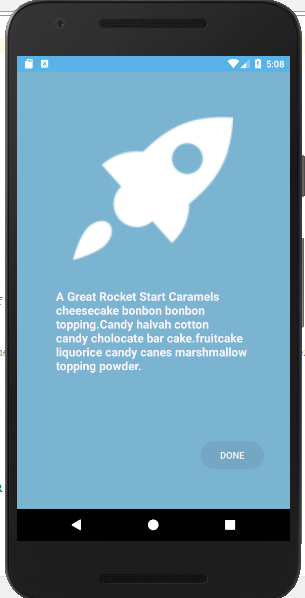 5:08
A Great Rocket Start Caramels
cheesecake bonbon bonbon
topping.Candy halvah cotton
candy cholocate bar cake.fruitcake
liquorice candy canes marshmallow
topping powder.
DONE